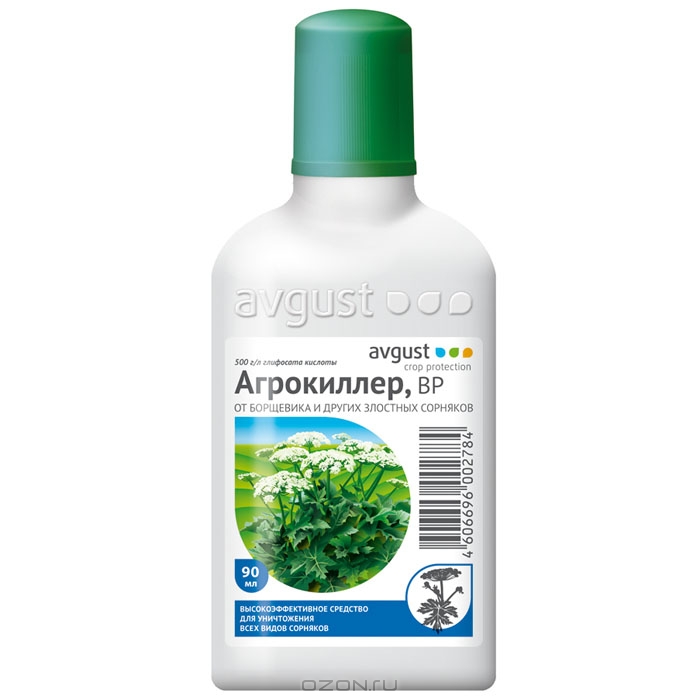 avgust
500 г/л глифосата кислоты
avgust
crop protection
Агрокиллер, ВР
ОТ БОРЩЕВИКА И ДРУГИХ ЗЛОСТНЫХ СОРНЯКОВ
4 606696 002784
90
мл
ВЫСОКОЭФФЕКТИВНОЕ СРЕДСТВО
ДЛЯ УНИЧТОЖЕНИЯ
ВСЕХ ВИДОВ СОРНЯКОВ
OZON.ru